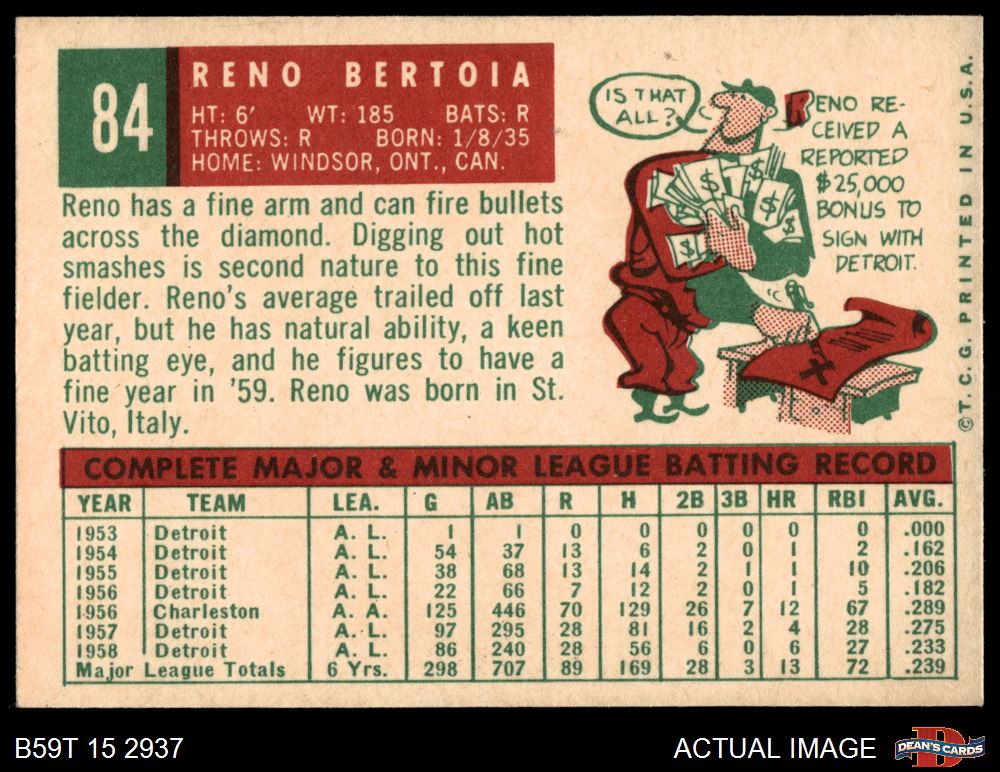 84
RENO BERTOIA
HT: 6' WT: 185 BATS: R
THROWS: R BORN: 1/8/35
HOME: WINDSOR, ONT., CAN.
Reno has a fine arm and can fire bullets
across the diamond. Digging out hot
smashes is second nature to this fine
fielder. Reno's average trailed off last
year, but he has natural ability, a keen
batting eye, and he figures to have a
fine year in '59. Reno was born in St.
Vito, Italy.
IS THAT
ALL?
RENO RE-
CEIVED A
REPORTED
$25,000
BONUS TO
SIGN WITH
DETROIT.
$ $ $ $ $
X
© T. C. G. PRINTED IN U. S. A.
COMPLETE MAJOR & MINOR LEAGUE BATTING RECORD
YEAR TEAM LEA. G AB R H 2B 3B HR RBI AVG.
1953 Detroit A. L. 1 1 0 0 0 0 0 0 .000
1954 Detroit A. L. 54 37 13 6 2 0 1 2 .162
1955 Detroit A. L. 38 68 13 14 2 1 1 10 .206
1956 Detroit A. L. 22 66 7 12 2 0 1 5 .182
1956 Charleston A. A. 125 446 70 129 26 7 12 67 .289
1957 Detroit A. L. 97 295 28 81 16 2 4 28 .275
1958 Detroit A. L. 86 240 28 56 6 0 6 27 .233
Major League Totals 6 Yrs. 298 707 89 169 28 3 13 72 .239
B59T 15 2937
ACTUAL IMAGE
D
DEAN'S CARDS